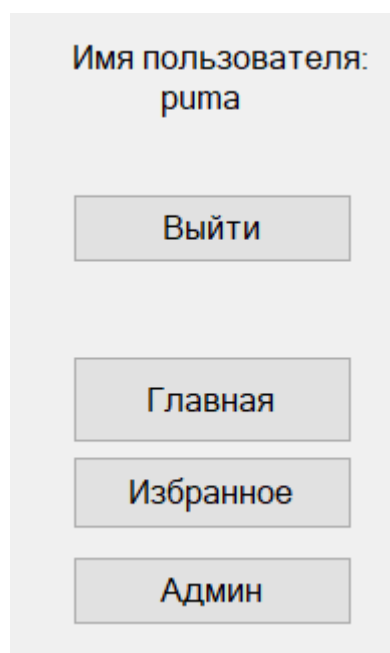 Имя пользователя:
puma
Выйти
Главная
Избранное
Админ